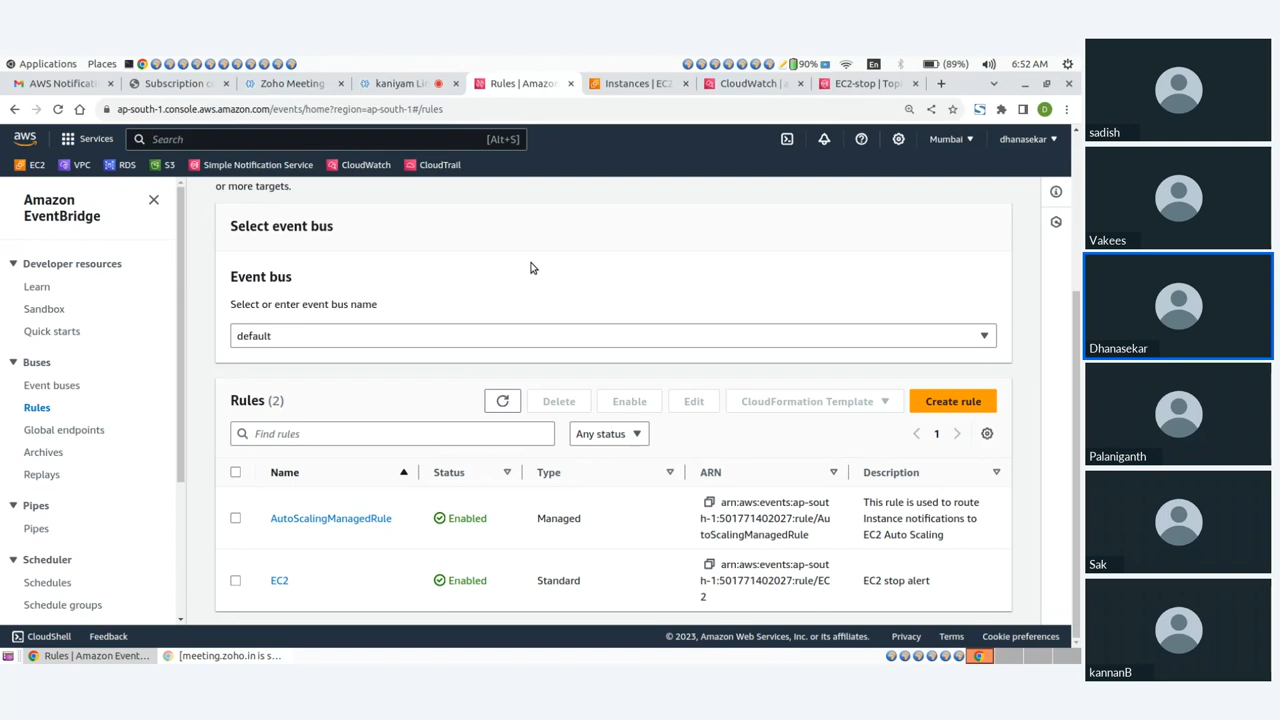 Applications Places 90% En (89%) 6:52 AM
AWS Notificati Subscription c Zoho Meeting kaniyam Lin Rules | Amazo Instances | EC2 CloudWatch | a EC2-stop | Topi
ap-south-1.console.aws.amazon.com/events/home?region=ap-south-1#/rules D
aws Services Search [Alt+S] Mumbai dhanasekar
EC2 VPC RDS S3 Simple Notification Service CloudWatch CloudTrail
Amazon
EventBridge
Developer resources
Learn
Sandbox
Quick starts
Buses
Event buses
Rules
Global endpoints
Archives
Replays
Pipes
Pipes
Scheduler
Schedules
Schedule groups
or more targets.
Select event bus
Event bus
Select or enter event bus name
default
Rules (2) Delete Enable Edit CloudFormation Template Create rule
Find rules Any status 1
Name Status Type ARN Description
AutoScalingManagedRule Enabled Managed
arn:aws:events:ap-sout
h-1:501771402027:rule/Au
toScalingManagedRule
This rule is used to route
Instance notifications to
EC2 Auto Scaling
EC2 Enabled Standard
arn:aws:events:ap-sout
h-1:501771402027:rule/EC
2
EC2 stop alert
CloudShell Feedback © 2023, Amazon Web Services, Inc. or its affiliates. Privacy Terms Cookie preferences
Rules | Amazon Event... [meeting.zoho.in is s...
sadish
Vakees
Dhanasekar
Palaniganth
Sak
kannanB